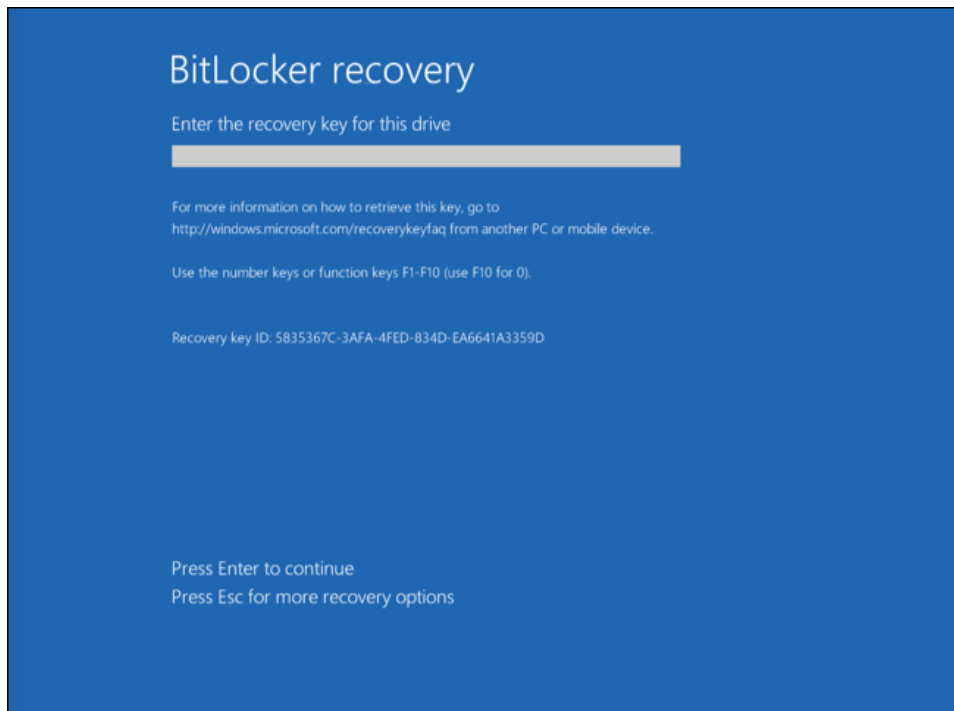 BitLocker recovery
Enter the recovery key for this drive
For more information on how to retrieve this key, go to
http://windows.microsoft.com/recoverykeyfaq from another PC or mobile device.
Use the number keys or function keys F1-F10 (use F10 for 0).
Recovery key ID: 5835367C-3AFA-4FED-834D-EA6641A3359D
Press Enter to continue
Press Esc for more recovery options